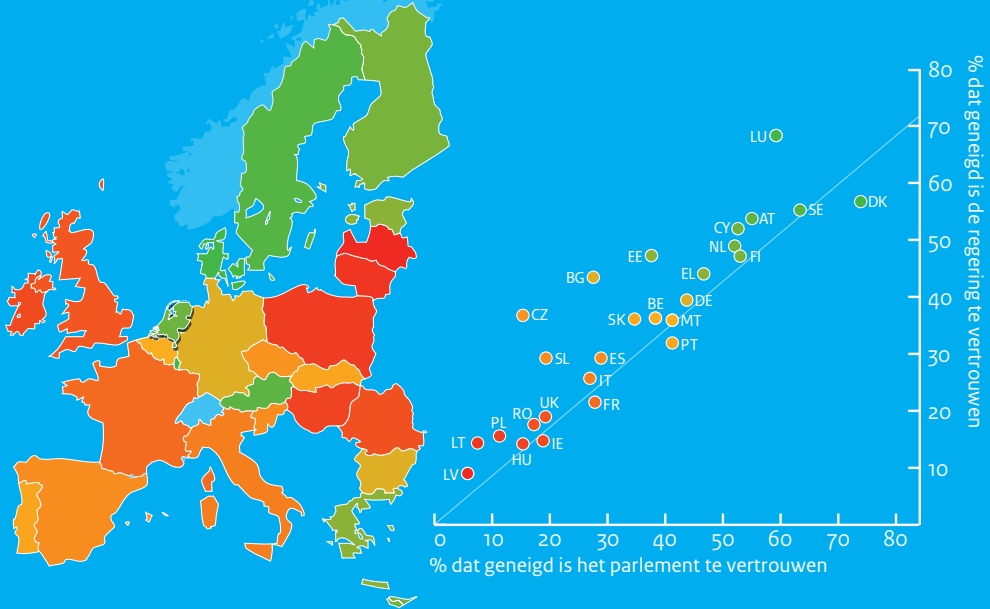 80
70
60
50
40
30
20
10
% dat geneigd is de regering te vertrouwen
LU
DK
SE
AT
CY
NL
FI
EE
EL
BG
DE
BE
CZ
SK
MT
PT
SL
ES
IT
UK
FR
RO
PL
LT
IE
HU
LV
0 10 20 30 40 50 60 70 80
% dat geneigd is het parlement te vertrouwen